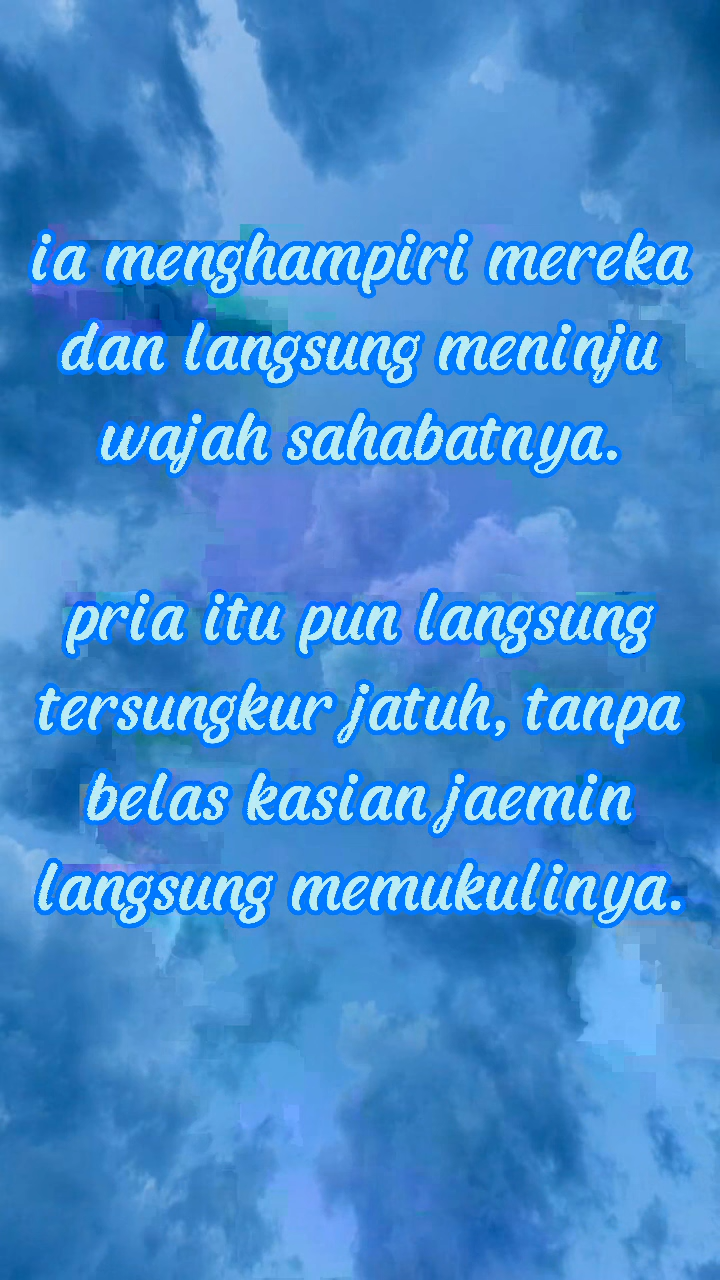 ia menghampiri mereka
dan langsung meninju
wajah sahabatnya.
pria itu pun langsung
tersungkur jatuh, tanpa
belas kasian jaemin
langsung memukulinya.